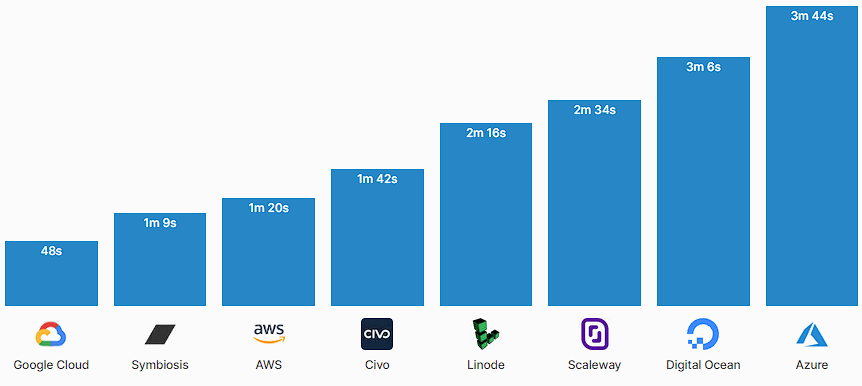 48s
1m 9s
1m 20s
1m 42s
2m 16s
2m 34s
3m 6s
3m 44s
aws
CIVO
Google Cloud
Symbiosis
AWS
Civo
Linode
Scaleway
Digital Ocean
Azure